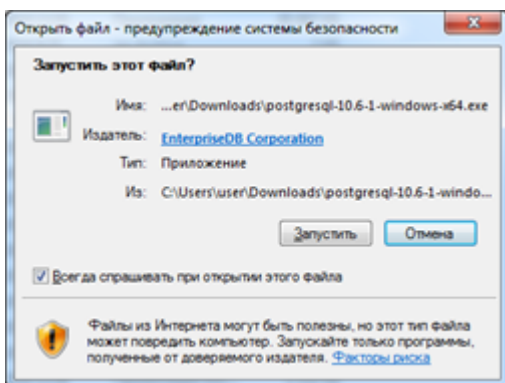 Открыть файл - предупреждение системы безопасности
Запустить этот файл?
Имя: ...er\Downloads\postgresql-10.6-1-windows-x64.exe
Издатель: EnterpriseDB Corporation
Тип: Приложение
Из: C:\Users\user\Downloads\postgresql-10.6-1-windo...
Запустить Отмена
Всегда спрашивать при открытии этого файла
Файлы из Интернета могут быть полезны, но этот тип файла
может повредить компьютер. Запускайте только программы,
полученные от доверяемого издателя. Факторы риска